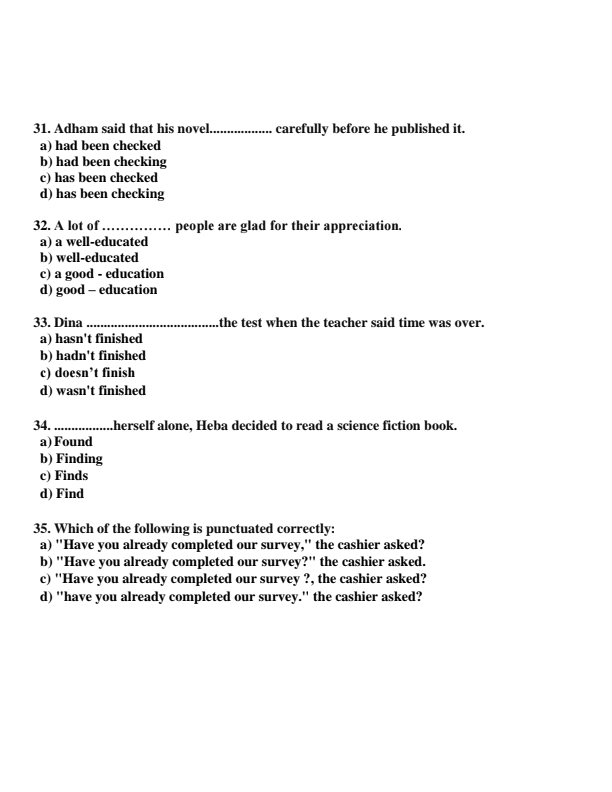 31. Adham said that his novel.................. carefully before he published it.
a) had been checked
b) had been checking
c) has been checked
d) has been checking
32. A lot of …………… people are glad for their appreciation.
a) a well-educated
b) well-educated
c) a good - education
d) good – education
33. Dina ......................................the test when the teacher said time was over.
a) hasn't finished
b) hadn't finished
c) doesn’t finish
d) wasn't finished
34. .................herself alone, Heba decided to read a science fiction book.
a) Found
b) Finding
c) Finds
d) Find
35. Which of the following is punctuated correctly:
a) "Have you already completed our survey," the cashier asked?
b) "Have you already completed our survey?" the cashier asked.
c) "Have you already completed our survey ?, the cashier asked?
d) "have you already completed our survey." the cashier asked?